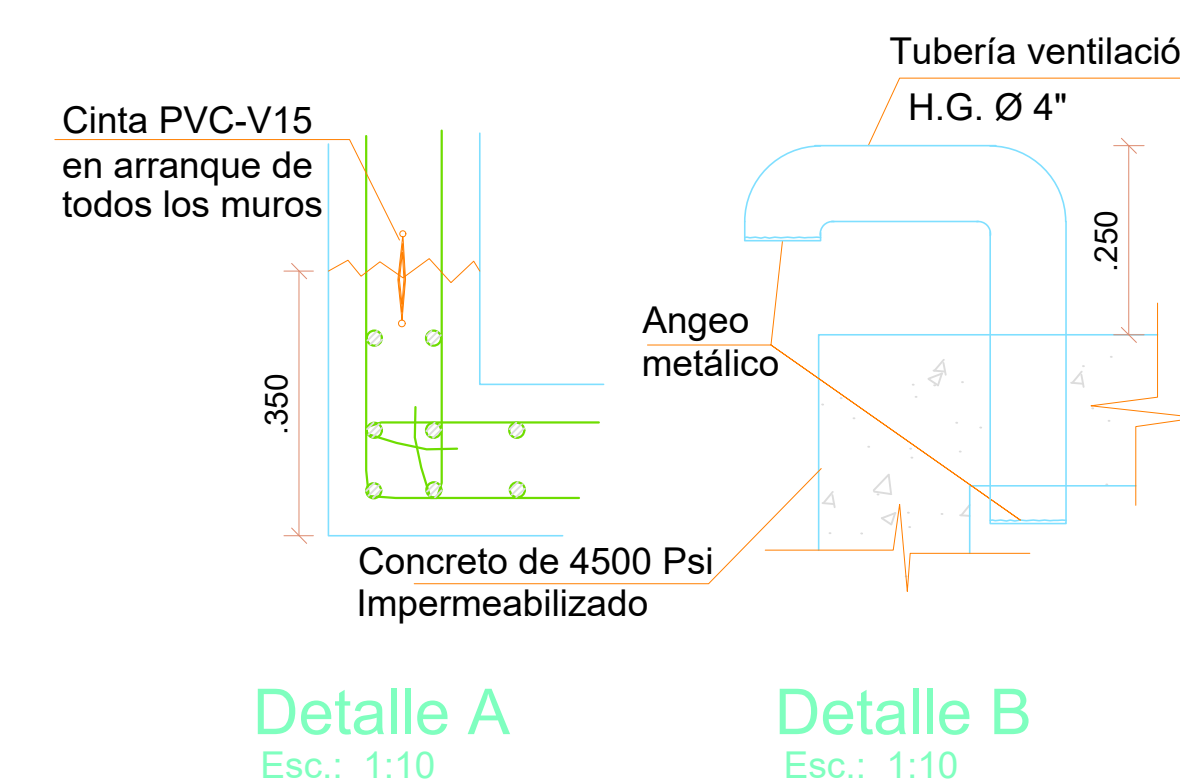 Cinta PVC-V15
en arranque de
todos los muros
.350
Tubería ventilació
H.G. Ø 4"
.250
Angeo
metálico
Concreto de 4500 Psi
Impermeabilizado
Detalle A
Esc.: 1:10
Detalle B
Esc.: 1:10